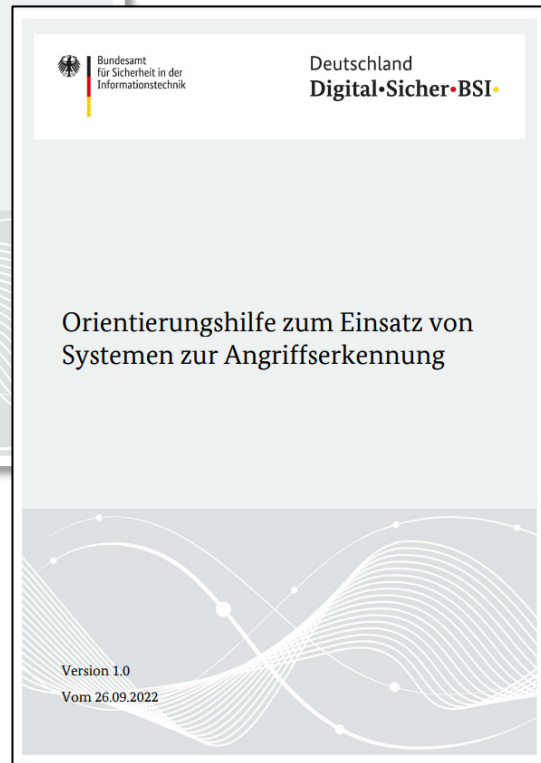 Bundesamt
für Sicherheit in der
Informationstechnik
Deutschland
Digital•Sicher•BSI•
Orientierungshilfe zum Einsatz von
Systemen zur Angriffserkennung
Version 1.0
Vom 26.09.2022